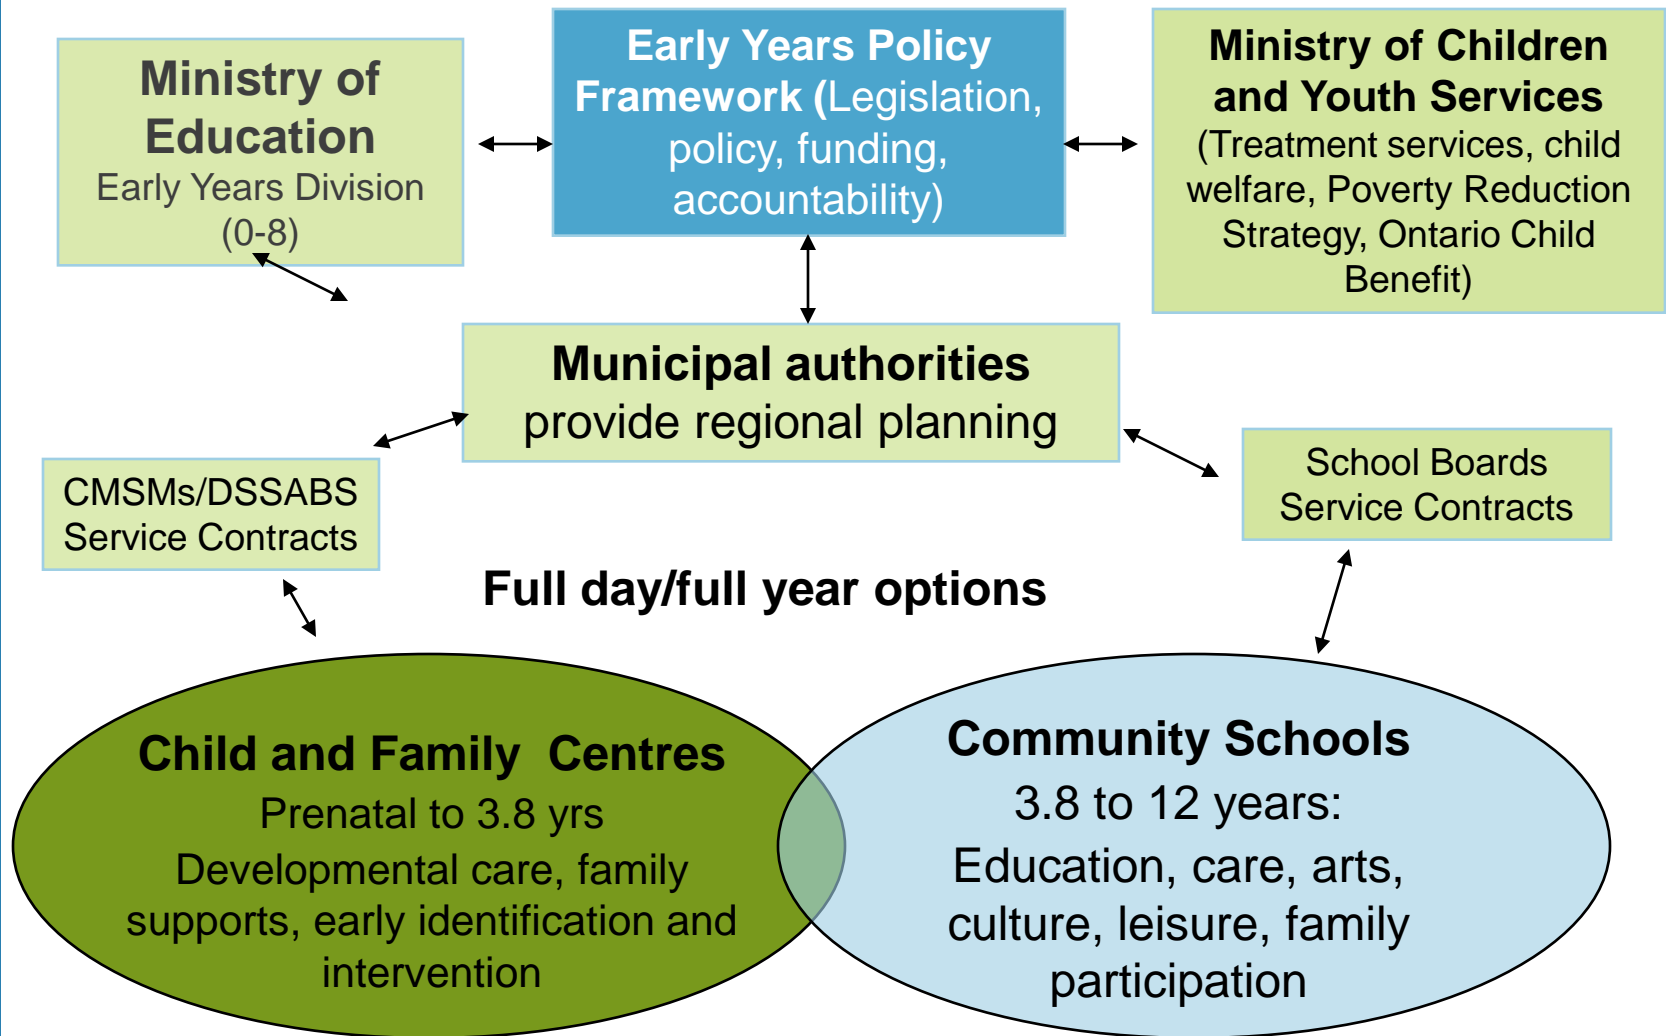 Ministry of
Education
Early Years Division
(0-8)
Early Years Policy
Framework (Legislation,
policy, funding,
accountability)
Ministry of Children
and Youth Services
(Treatment services, child
welfare, Poverty Reduction
Strategy, Ontario Child
Benefit)
Municipal authorities
provide regional planning
CMSMs/DSSABS
Service Contracts
School Boards
Service Contracts
Full day/full year options
Child and Family Centres
Prenatal to 3.8 yrs
Developmental care, family
supports, early identification and
intervention
Community Schools
3.8 to 12 years:
Education, care, arts,
culture, leisure, family
participation